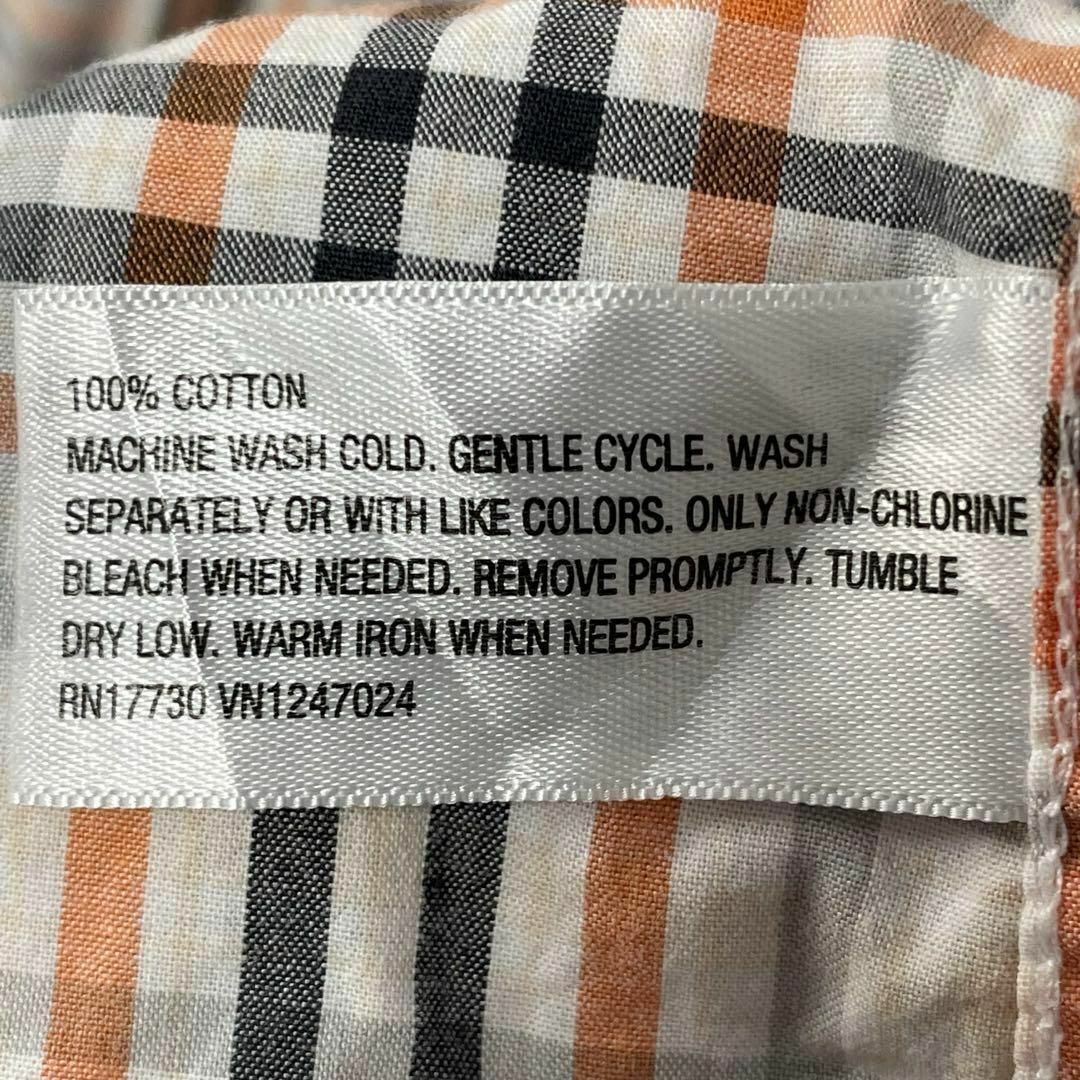 100% COTTON
MACHINE WASH COLD. GENTLE CYCLE. WASH
SEPARATELY OR WITH LIKE COLORS. ONLY NON-CHLORINE
BLEACH WHEN NEEDED. REMOVE PROMPTLY. TUMBLE
DRY LOW. WARM IRON WHEN NEEDED.
RN17730 VN1247024